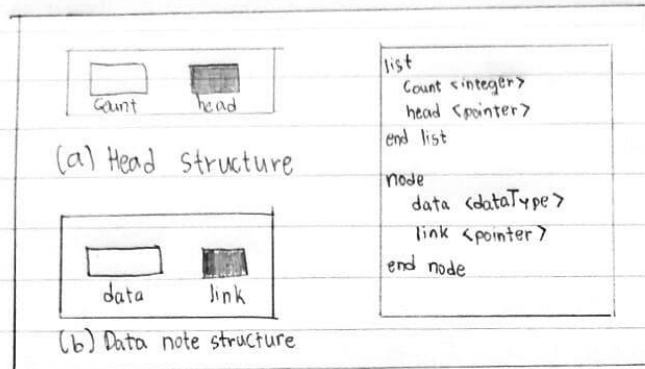 Count head
(a) Head structure
data link
(b) Data note structure
list
Count <integer>
head <pointer>
end list
node
data <dataType>
link <pointer>
end node